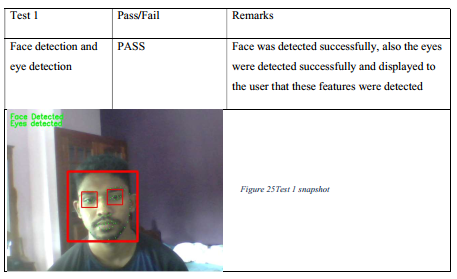 Test 1 Pass/Fail Remarks
Face detection and PASS Face was detected successfully, also the eyes
eye detection were detected successfully and displayed to
the user that these features were detected
Face Detected
Eyes detected
Figure 25Test 1 snapshot